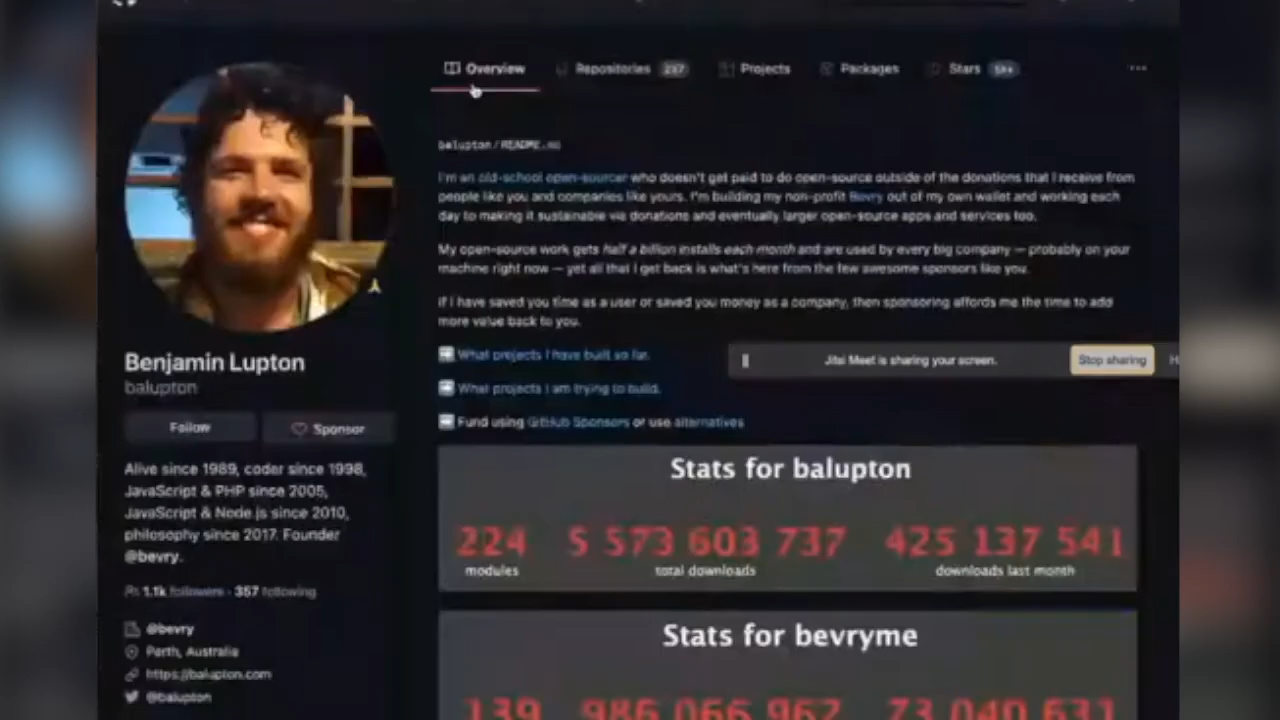 Overview
Repositories 237
Projects
Packages
Stars
balupton/README.md
I'm an old-school open-sourcer who doesn't get paid to do open-source outside of the donations that I receive from
people like you and companies like yours. I'm building my non-profit Bevry out of my own wallet and working each
day to making it sustainable via donations and eventually larger open-source apps and services too.
My open-source work gets half a billion installs each month and are used by every big company — probably on your
machine right now — yet all that I get back is what's here from the few awesome sponsors like you.
If I have saved you time as a user or saved you money as a company, then sponsoring affords me the time to add
more value back to you.
What projects I have built so far.
Jitsi Meet is sharing your screen.
Stop sharing
What projects I am trying to build.
Fund using GitHub Sponsors or use alternatives
Benjamin Lupton
balupton
Follow
Sponsor
Alive since 1989, coder since 1998,
JavaScript & PHP since 2005,
JavaScript & Node.js since 2010,
philosophy since 2017. Founder
@bevry.
1.1k followers · 357 following
@bevry
Perth, Australia
https://balupton.com
@balupton
Stats for balupton
224 5 573 603 737 425 137 541
modules total downloads downloads last month
Stats for bevryme
139 986 066 962 73 040 631